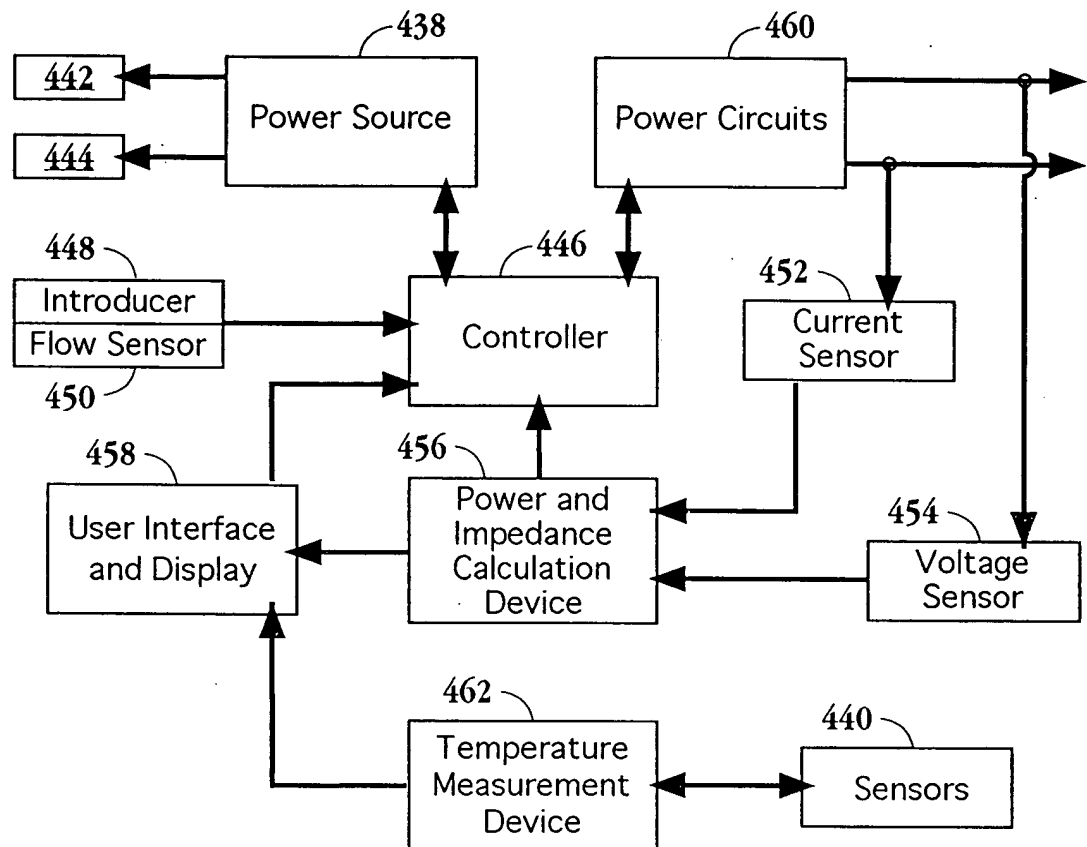 438
460
442
Power Source
Power Circuits
444
448
446
452
Introducer
Flow Sensor
Controller
Current
Sensor
450
458
456
454
User Interface
and Display
Power and
Impedance
Calculation
Device
Voltage
Sensor
462
440
Temperature
Measurement
Device
Sensors